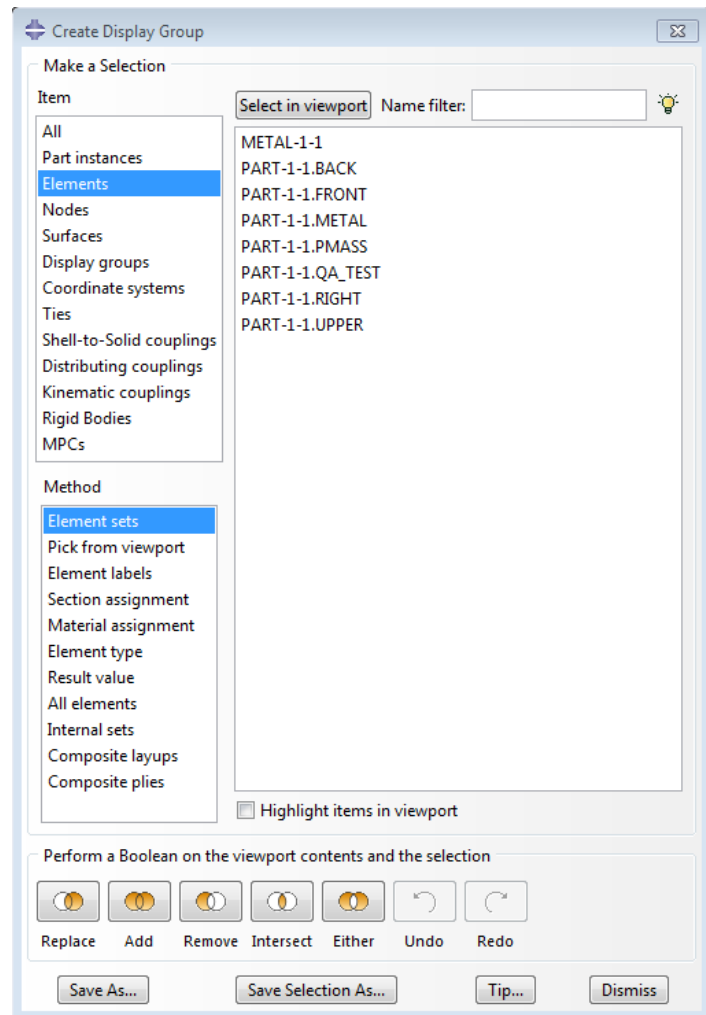 Create Display Group
Make a Selection
Item
Select in viewport Name filter:
All
Part instances
Elements
Nodes
Surfaces
Display groups
Coordinate systems
Ties
Shell-to-Solid couplings
Distributing couplings
Kinematic couplings
Rigid Bodies
MPCs
Method
Element sets
Pick from viewport
Element labels
Section assignment
Material assignment
Element type
Result value
All elements
Internal sets
Composite layups
Composite plies
METAL-1-1
PART-1-1.BACK
PART-1-1.FRONT
PART-1-1.METAL
PART-1-1.PMASS
PART-1-1.QA_TEST
PART-1-1.RIGHT
PART-1-1.UPPER
Highlight items in viewport
Perform a Boolean on the viewport contents and the selection
Replace Add Remove Intersect Either Undo Redo
Save As... Save Selection As... Tip... Dismiss